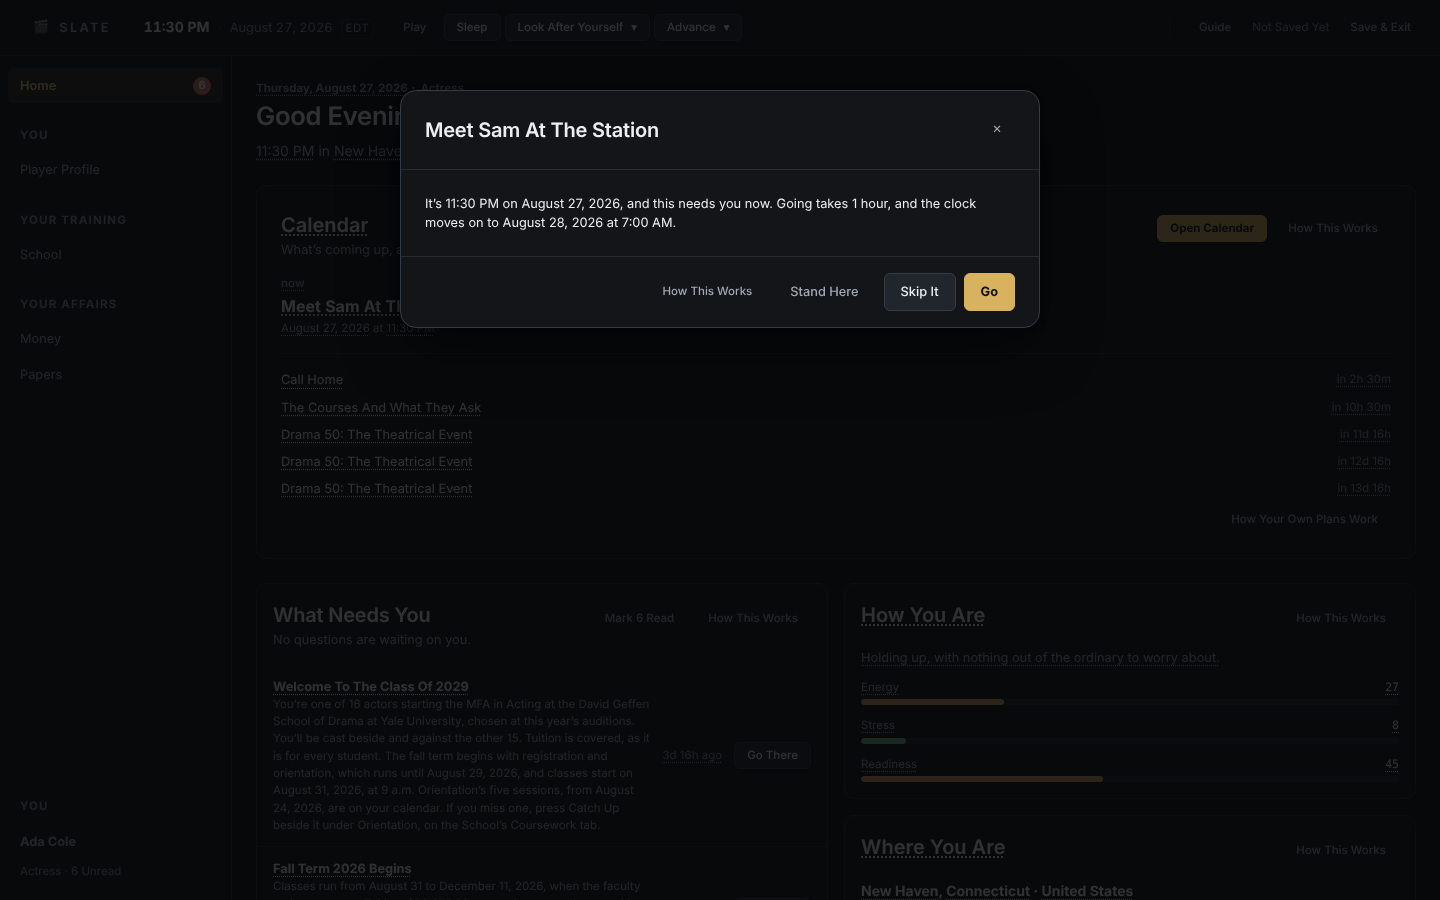 SLATE
11:30 PM
August 27, 2026
EDT
Play
Sleep
Look After Yourself
Advance
Guide
Not Saved Yet
Save & Exit
Home
6
YOU
Player Profile
YOUR TRAINING
School
YOUR AFFAIRS
Money
Papers
YOU
Ada Cole
Actress · 6 Unread
Thursday, August 27, 2026 · Actress
Good Evenin
11:30 PM in New Have
Meet Sam At The Station
×
It's 11:30 PM on August 27, 2026, and this needs you now. Going takes 1 hour, and the clock
moves on to August 28, 2026 at 7:00 AM.
How This Works
Stand Here
Skip It
Go
Calendar
What's coming up, a
Open Calendar
How This Works
now
Meet Sam At T
August 27, 2026 at 11:30 PM
Call Home
in 2h 30m
The Courses And What They Ask
in 10h 30m
Drama 50: The Theatrical Event
in 11d 16h
Drama 50: The Theatrical Event
in 12d 16h
Drama 50: The Theatrical Event
in 13d 16h
How Your Own Plans Work
What Needs You
Mark 6 Read
How This Works
No questions are waiting on you.
Welcome To The Class Of 2029
You're one of 16 actors starting the MFA in Acting at the David Geffen
School of Drama at Yale University, chosen at this year's auditions.
You'll be cast beside and against the other 15. Tuition is covered, as it
is for every student. The fall term begins with registration and
orientation, which runs until August 29, 2026, and classes start on
August 31, 2026, at 9 a.m. Orientation's five sessions, from August
24, 2026, are on your calendar. If you miss one, press Catch Up
beside it under Orientation, on the School's Coursework tab.
3d 16h ago
Go There
Fall Term 2026 Begins
Classes run from August 31 to December 11, 2026, when the faculty
How You Are
How This Works
Holding up, with nothing out of the ordinary to worry about.
Energy
27
Stress
8
Readiness
45
Where You Are
How This Works
New Haven, Connecticut · United States